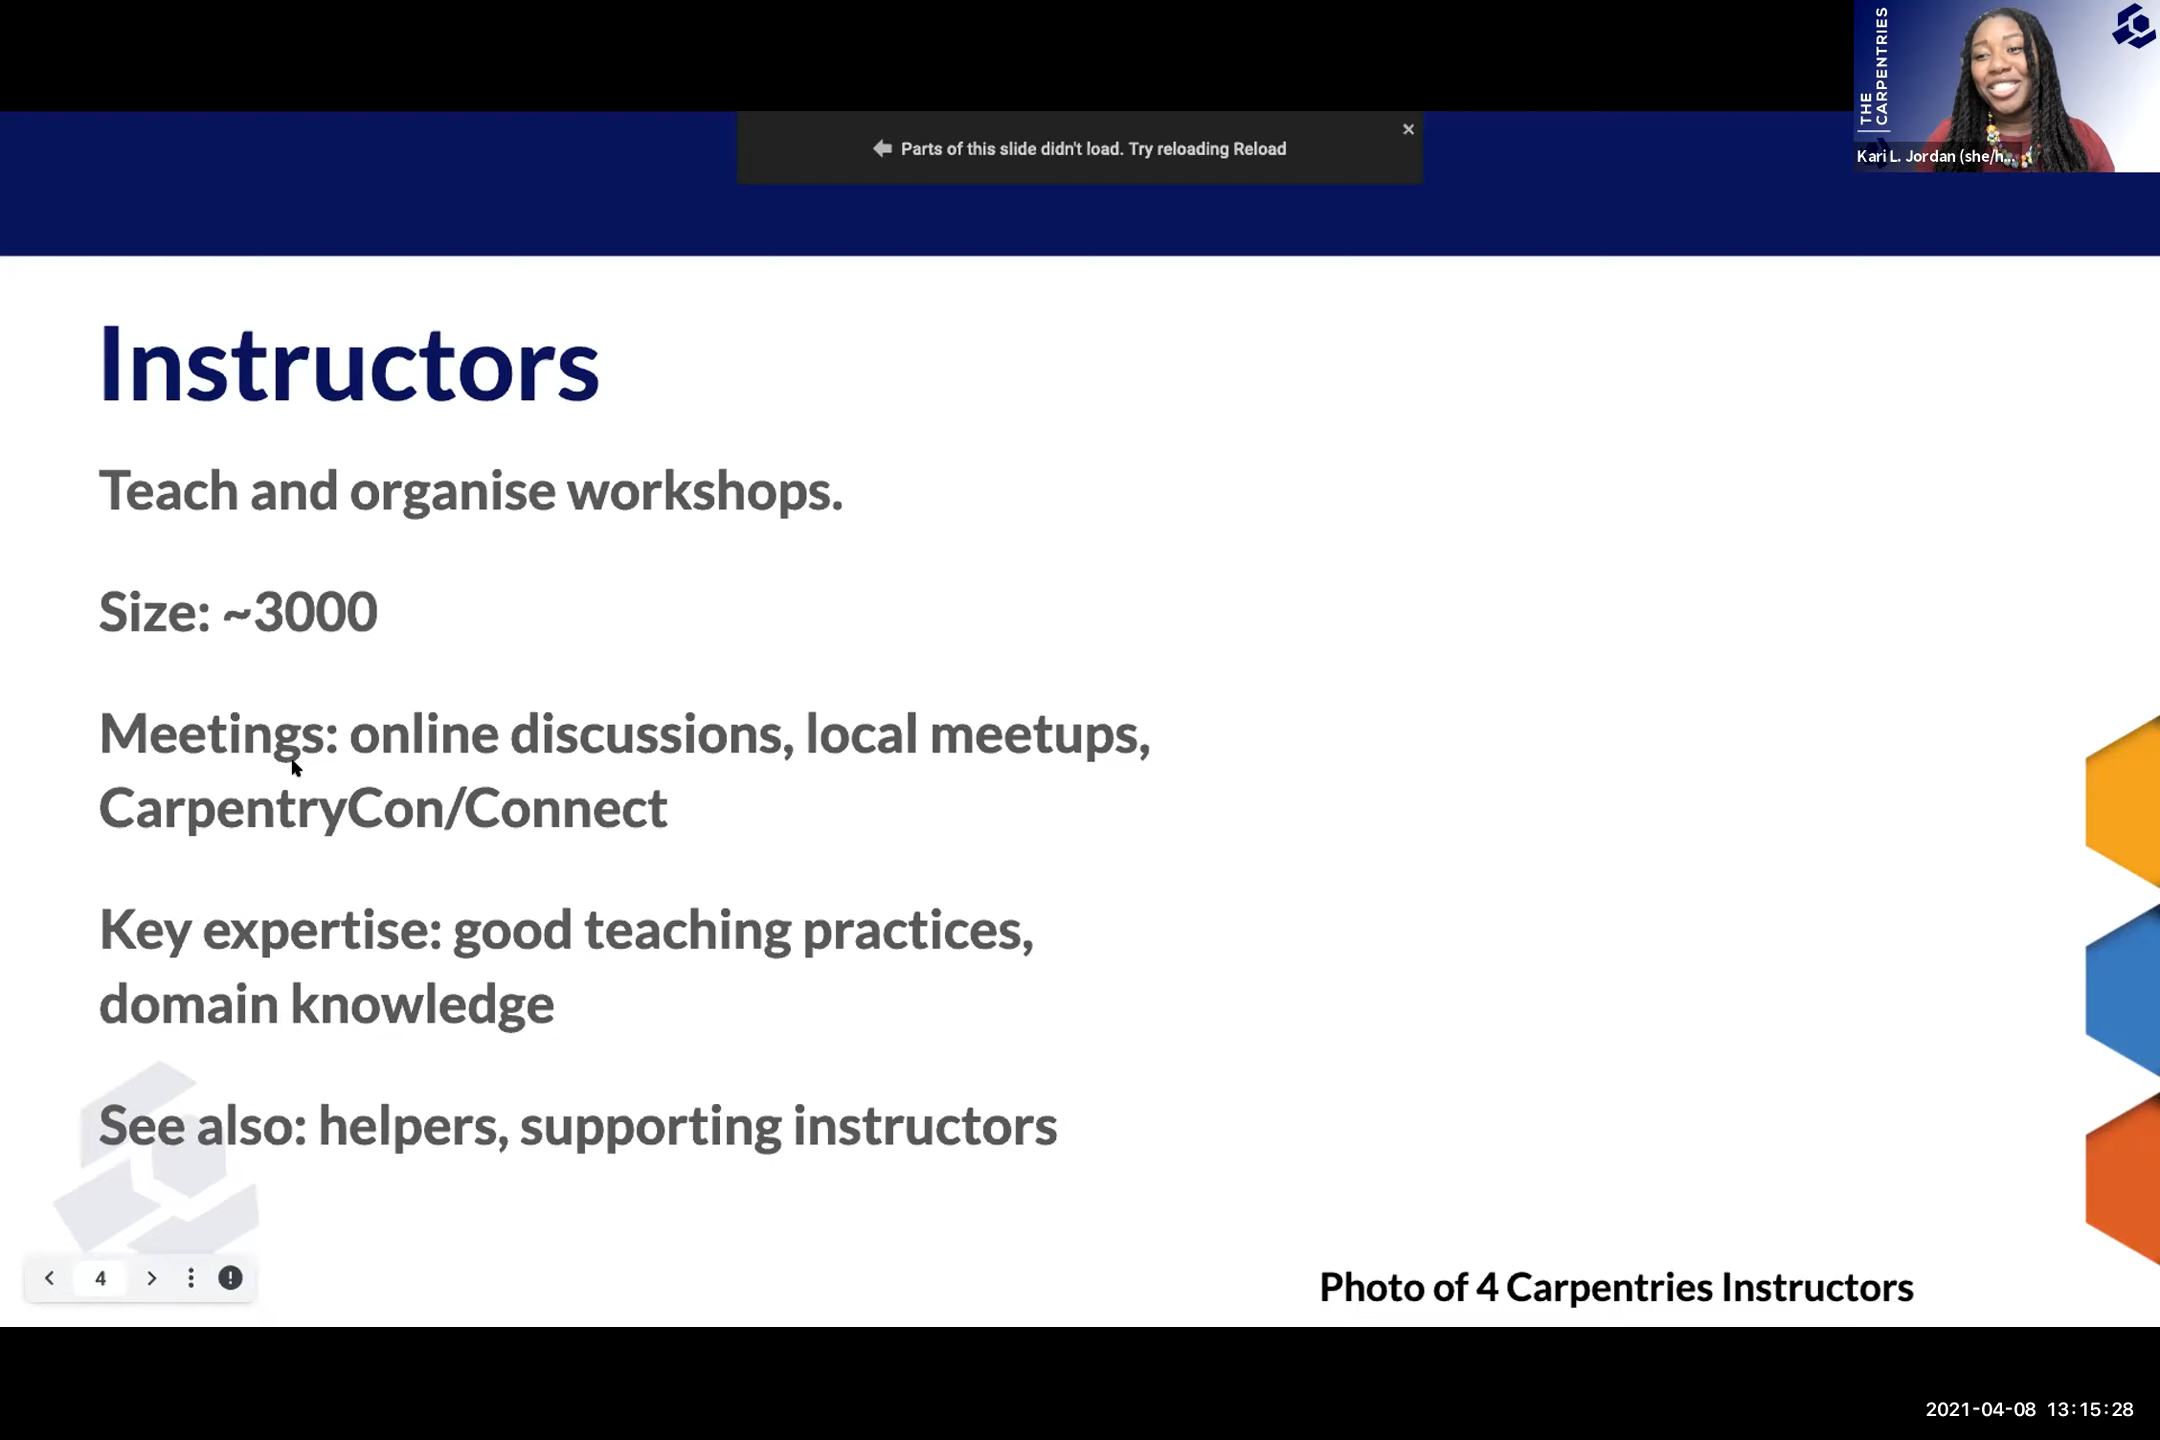 THE
CARPENTRIES
Kari L. Jordan (she/h...
Parts of this slide didn't load. Try reloading Reload
Instructors
Teach and organise workshops.
Size: ~3000
Meetings: online discussions, local meetups,
CarpentryCon/Connect
Key expertise: good teaching practices,
domain knowledge
See also: helpers, supporting instructors
4
Photo of 4 Carpentries Instructors
2021-04-08 13:15:28